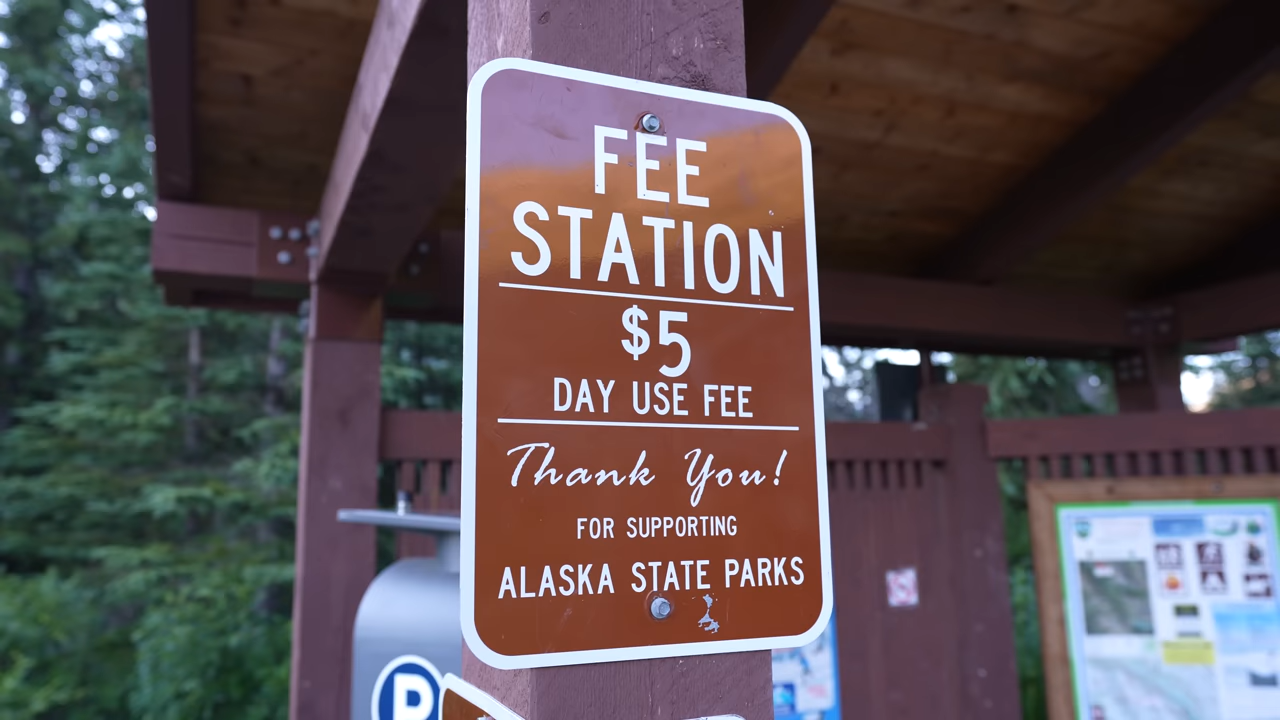 FEE
STATION
$5
DAY USE FEE
Thank You!
FOR SUPPORTING
ALASKA STATE PARKS
P